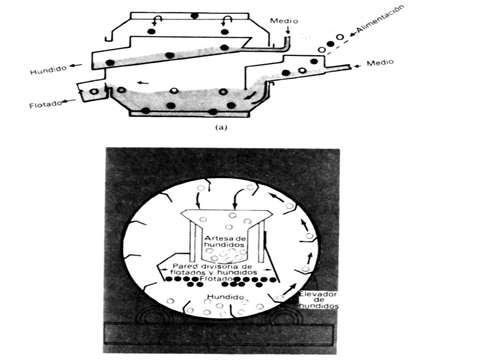 Medio
Alimentación
Hundido
Medio
Flotado
(a)
Artesa de
hundidos
Pared divisoria de
flotados y hundidos
Flotado
Hundido
Elevador
de
hundidos